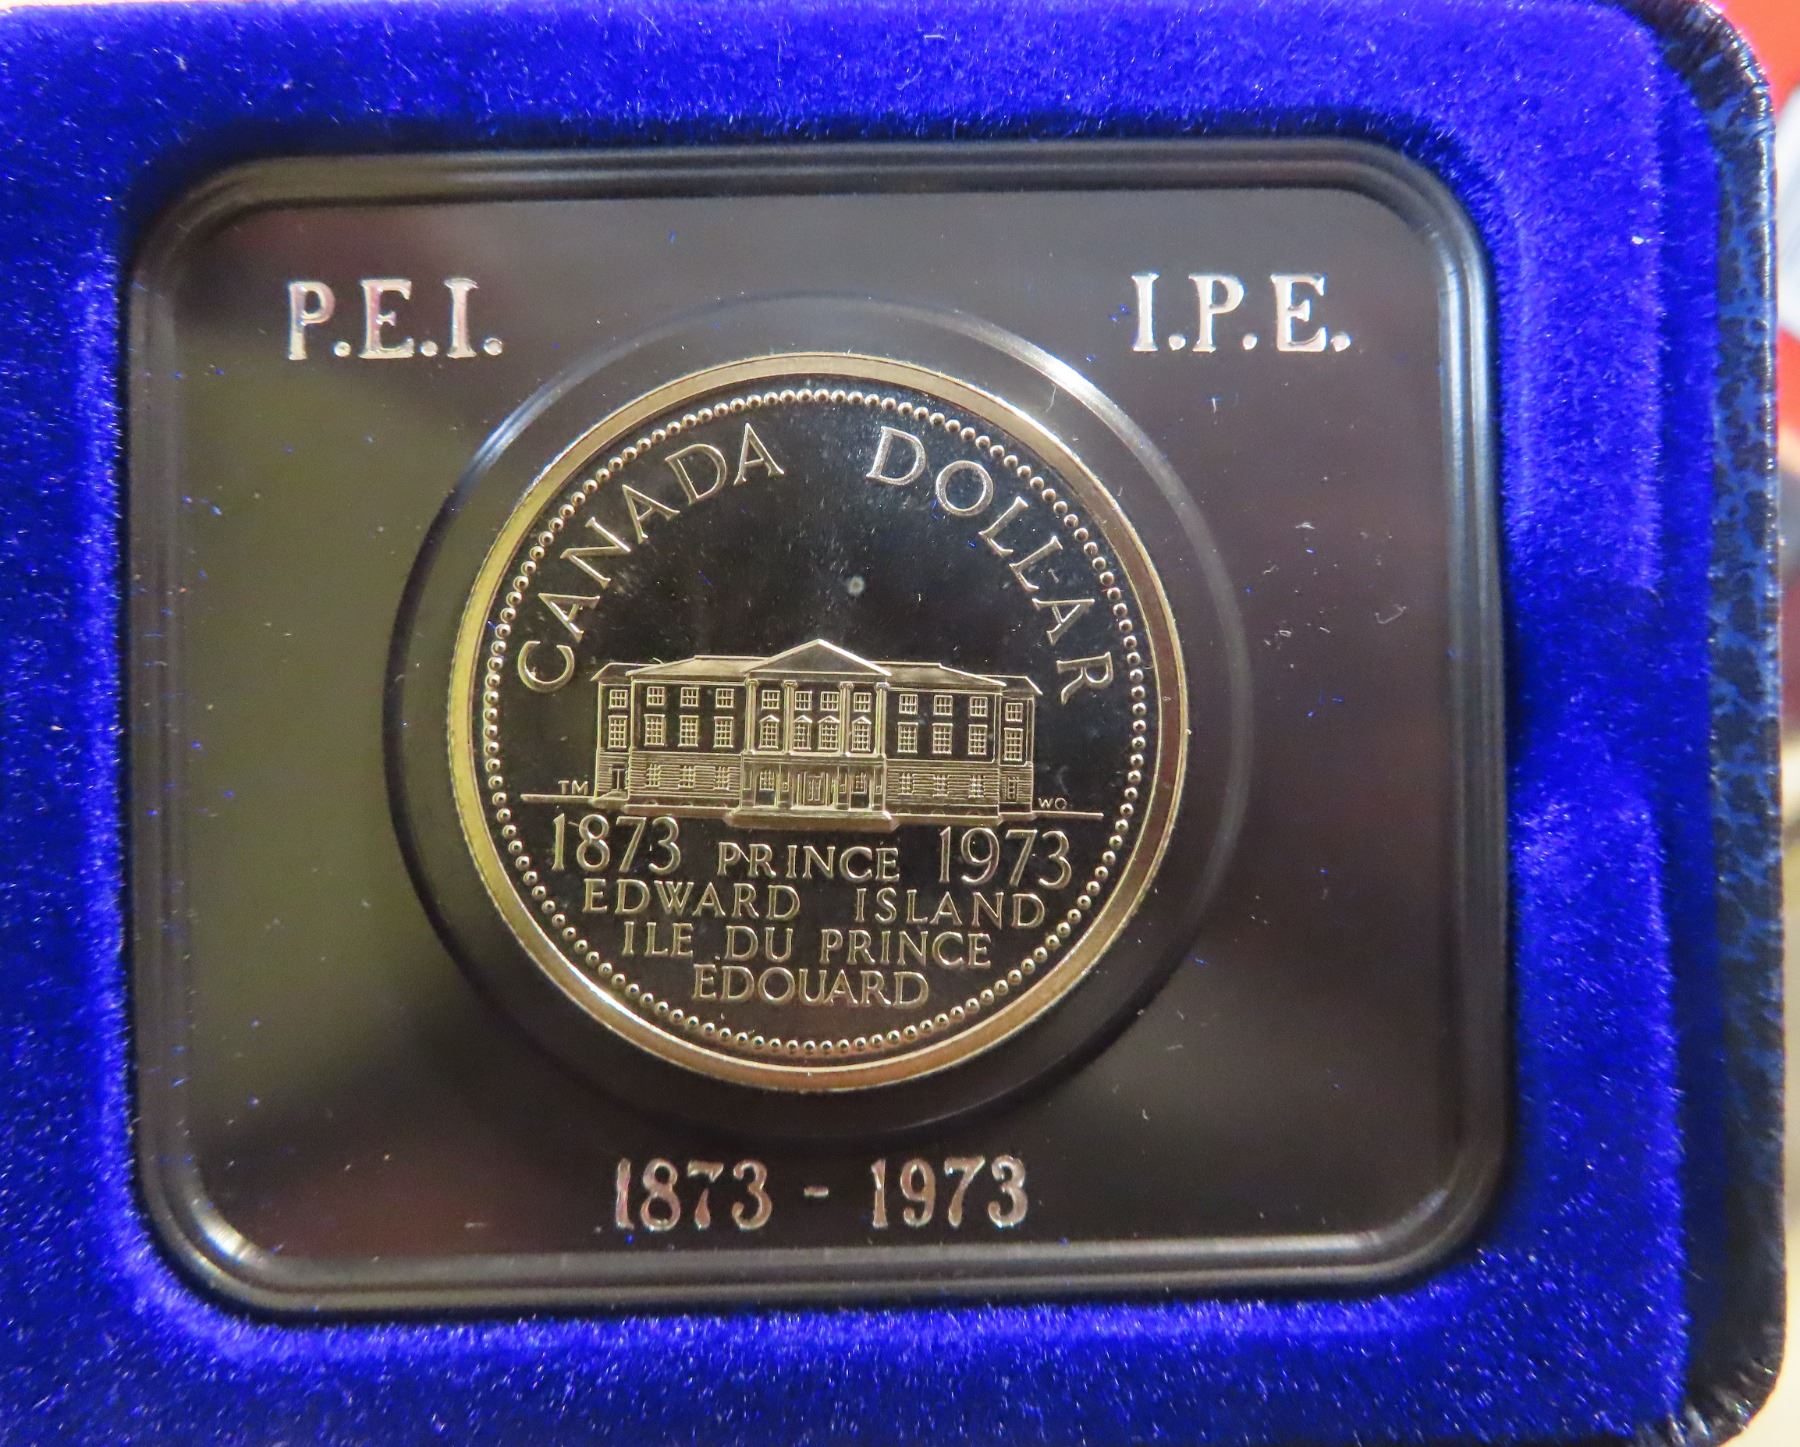 P.E.I. I.P.E.
CANADA DOLLAR
TM WO
1873 PRINCE 1973
EDWARD ISLAND
ILE DU PRINCE
EDOUARD
1873 - 1973